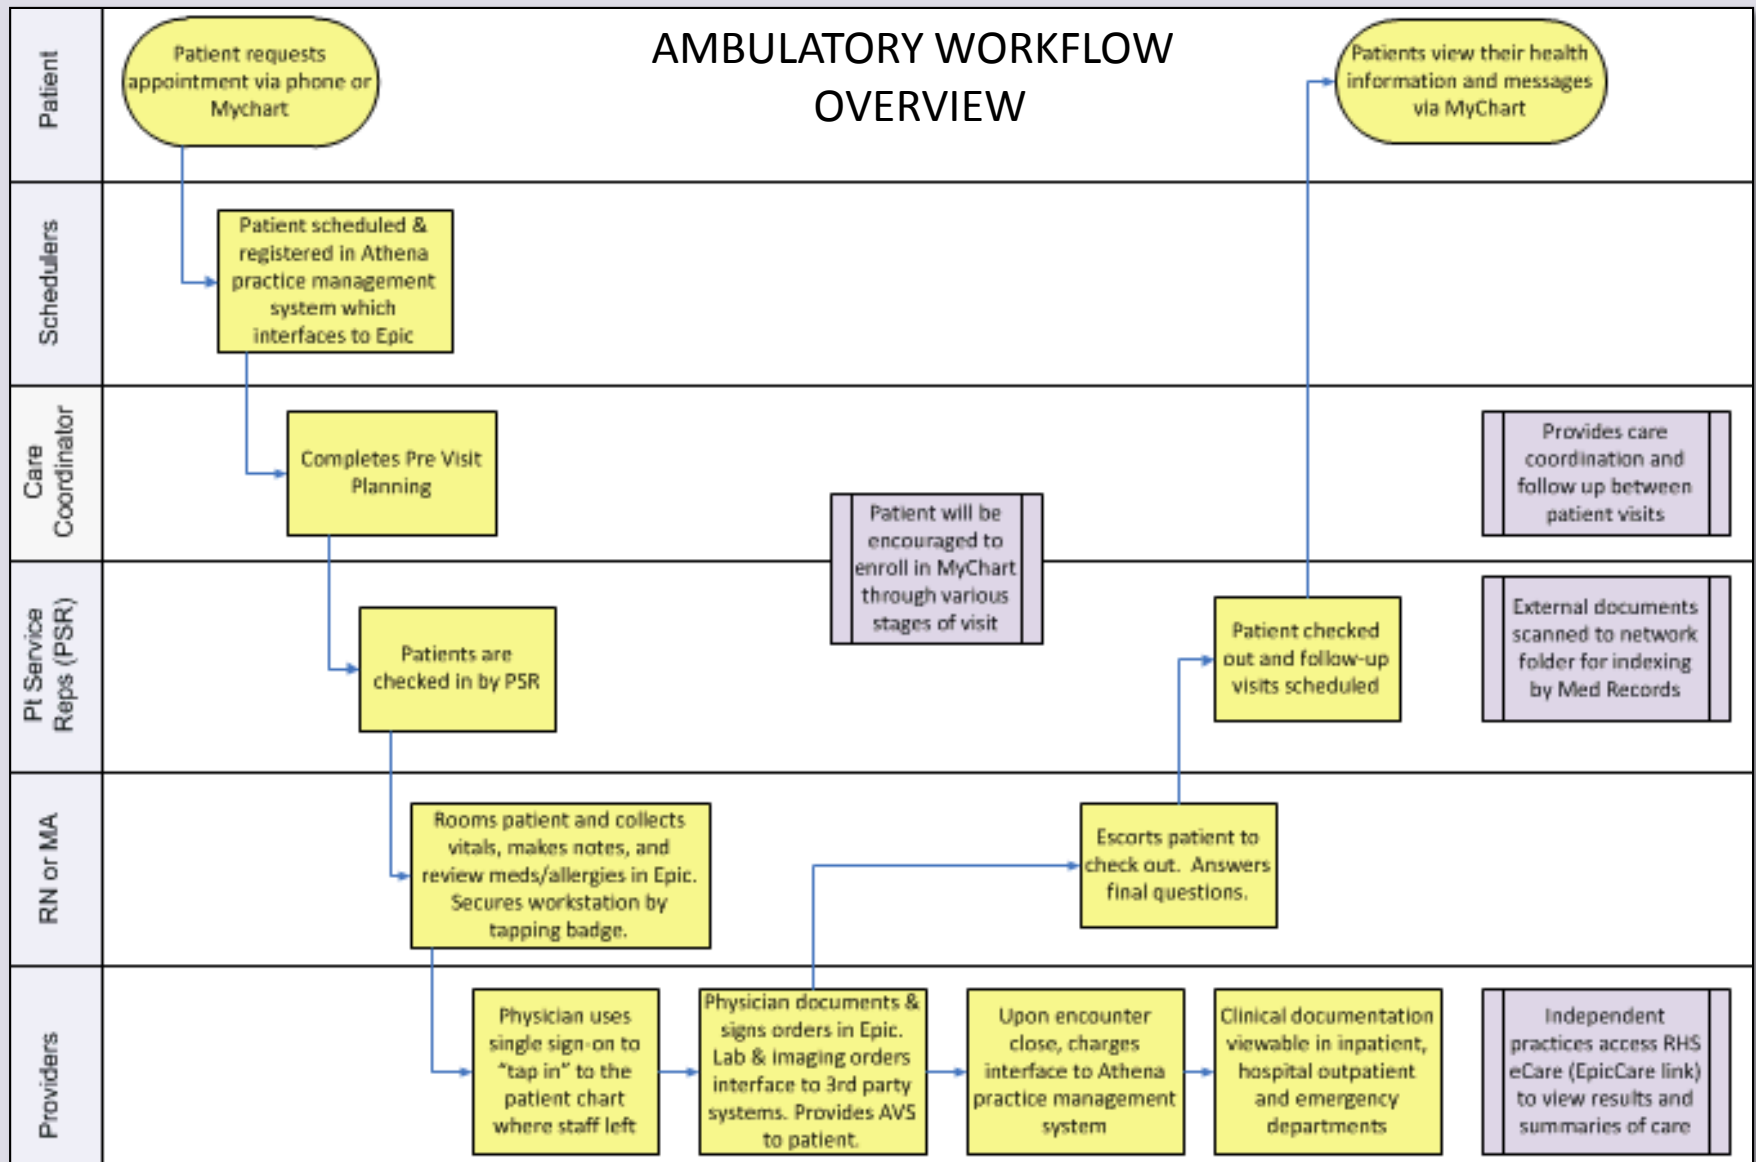 AMBULATORY WORKFLOW
OVERVIEW
Patient
Patient requests
appointment via phone or
Mychart
Patients view their health
information and messages
via MyChart
Schedulers
Patient scheduled &
registered in Athena
practice management
system which
interfaces to Epic
Care
Coordinator
Completes Pre Visit
Planning
Patient will be
encouraged to
enroll in MyChart
through various
stages of visit
Provides care
coordination and
follow up between
patient visits
Pt Service
Reps (PSR)
Patients are
checked in by PSR
Patient checked
out and follow-up
visits scheduled
External documents
scanned to network
folder for indexing
by Med Records
RN or MA
Rooms patient and collects
vitals, makes notes, and
review meds/allergies in Epic.
Secures workstation by
tapping badge.
Escorts patient to
check out. Answers
final questions.
Providers
Physician uses
single sign-on to
“tap in” to the
patient chart
where staff left
Physician documents &
signs orders in Epic.
Lab & imaging orders
interface to 3rd party
systems. Provides AVS
to patient.
Upon encounter
close, charges
interface to Athena
practice management
system
Clinical documentation
viewable in inpatient,
hospital outpatient
and emergency
departments
Independent
practices access RHS
eCare (EpicCare link)
to view results and
summaries of care